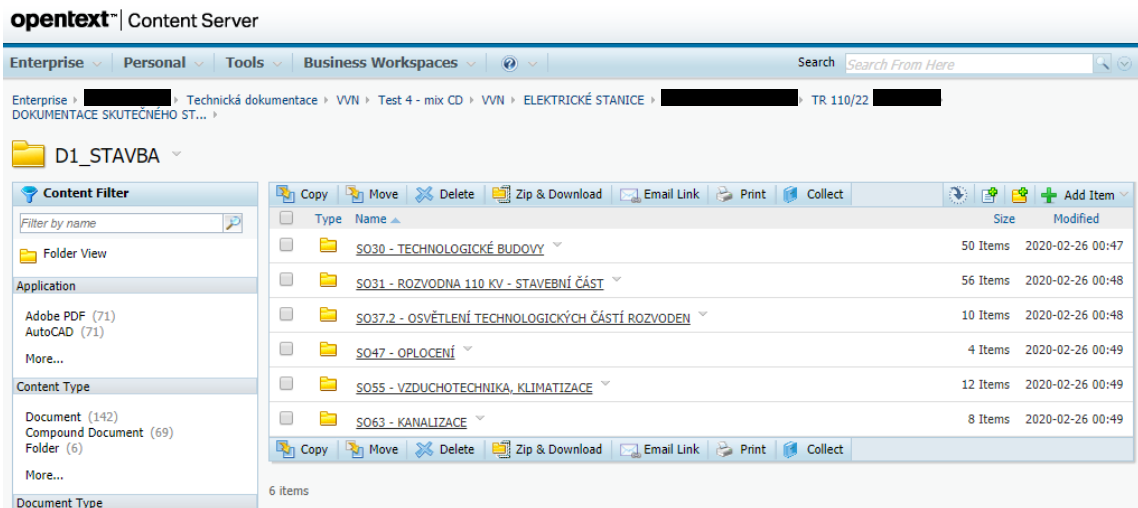 opentext™ | Content Server
Enterprise Personal Tools Business Workspaces Search Search From Here
Enterprise › › Technická dokumentace › VVN › Test 4 - mix CD › VVN › ELEKTRICKÉ STANICE › › TR 110/22 ›
DOKUMENTACE SKUTEČNÉHO ST... ›
D1_STAVBA
Content Filter
Filter by name
Folder View
Application
Adobe PDF (71)
AutoCAD (71)
More...
Content Type
Document (142)
Compound Document (69)
Folder (6)
More...
Document Type
Copy Move Delete Zip & Download Email Link Print Collect Add Item
Type Name Size Modified
SO30 - TECHNOLOGICKÉ BUDOVY 50 Items 2020-02-26 00:47
SO31 - ROZVODNA 110 KV - STAVEBNÍ ČÁST 56 Items 2020-02-26 00:48
SO37.2 - OSVĚTLENÍ TECHNOLOGICKÝCH ČÁSTÍ ROZVODEN 10 Items 2020-02-26 00:48
SO47 - OPLOCENÍ 4 Items 2020-02-26 00:49
SO55 - VZDUCHOTECHNIKA, KLIMATIZACE 12 Items 2020-02-26 00:49
SO63 - KANALIZACE 8 Items 2020-02-26 00:49
Copy Move Delete Zip & Download Email Link Print Collect
6 items